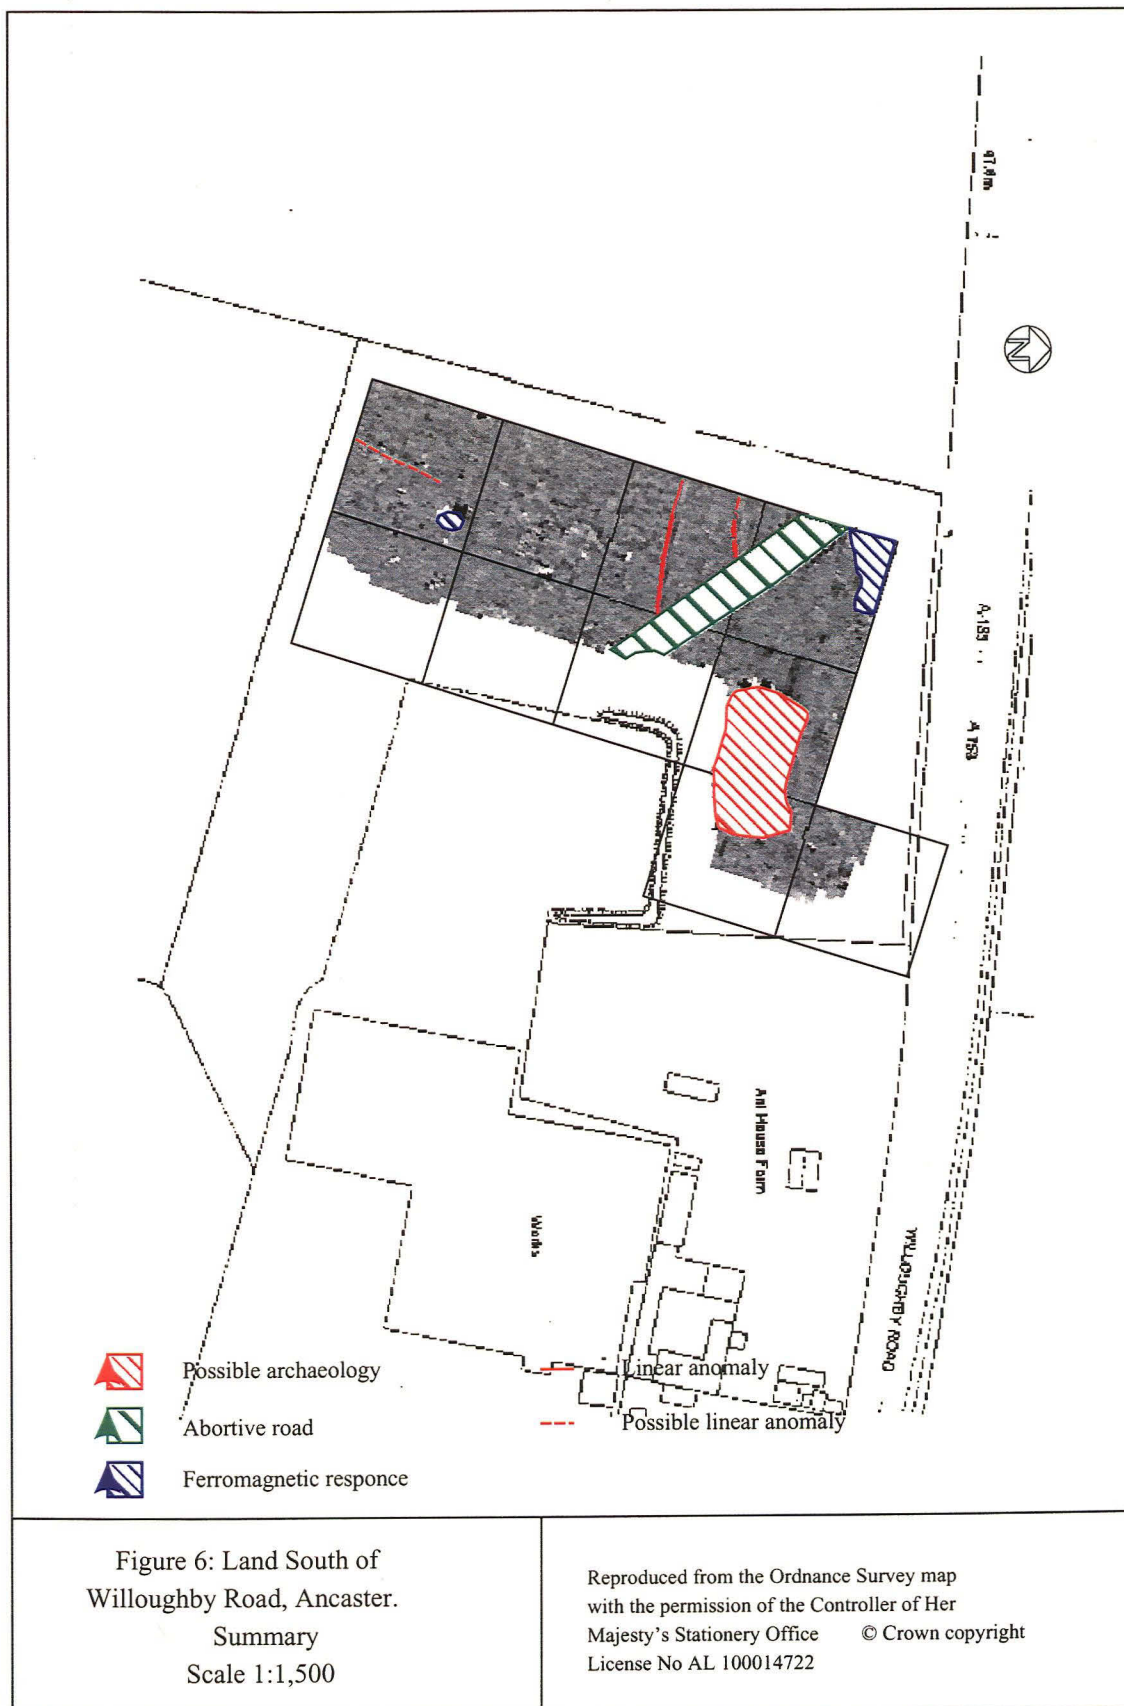 97.8m
N
A 153
A 153
Ant House Farm
Works
WILLOUGHBY ROAD
Possible archaeology
Linear anomaly
Abortive road
Possible linear anomaly
Ferromagnetic responce
Figure 6: Land South of
Willoughby Road, Ancaster.
Summary
Scale 1:1,500
Reproduced from the Ordnance Survey map
with the permission of the Controller of Her
Majesty's Stationery Office © Crown copyright
License No AL 100014722